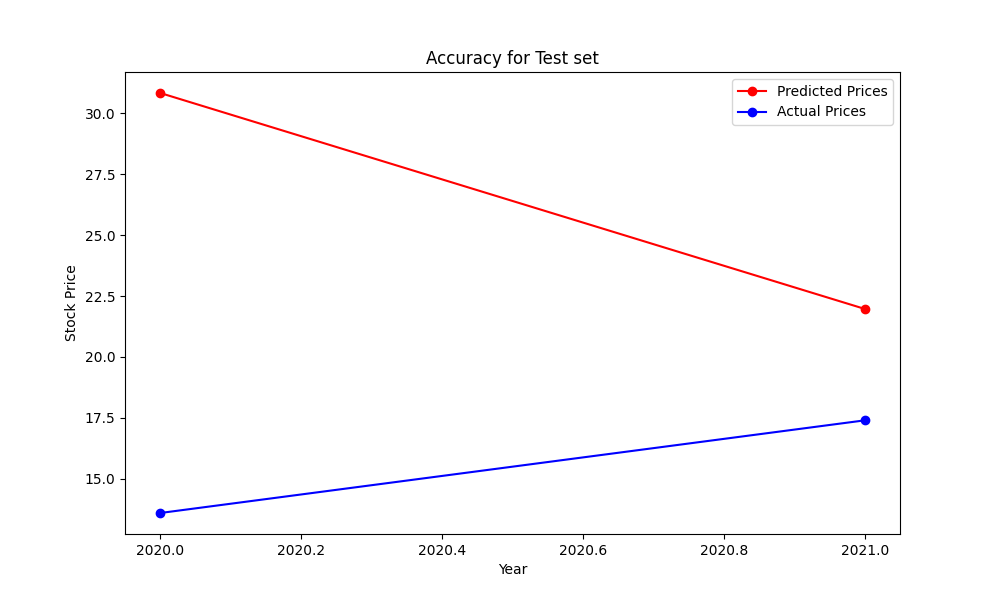 Accuracy for Test set
Predicted Prices
Actual Prices
30.0
27.5
25.0
22.5
20.0
17.5
15.0
Stock Price
2020.0 2020.2 2020.4 2020.6 2020.8 2021.0
Year